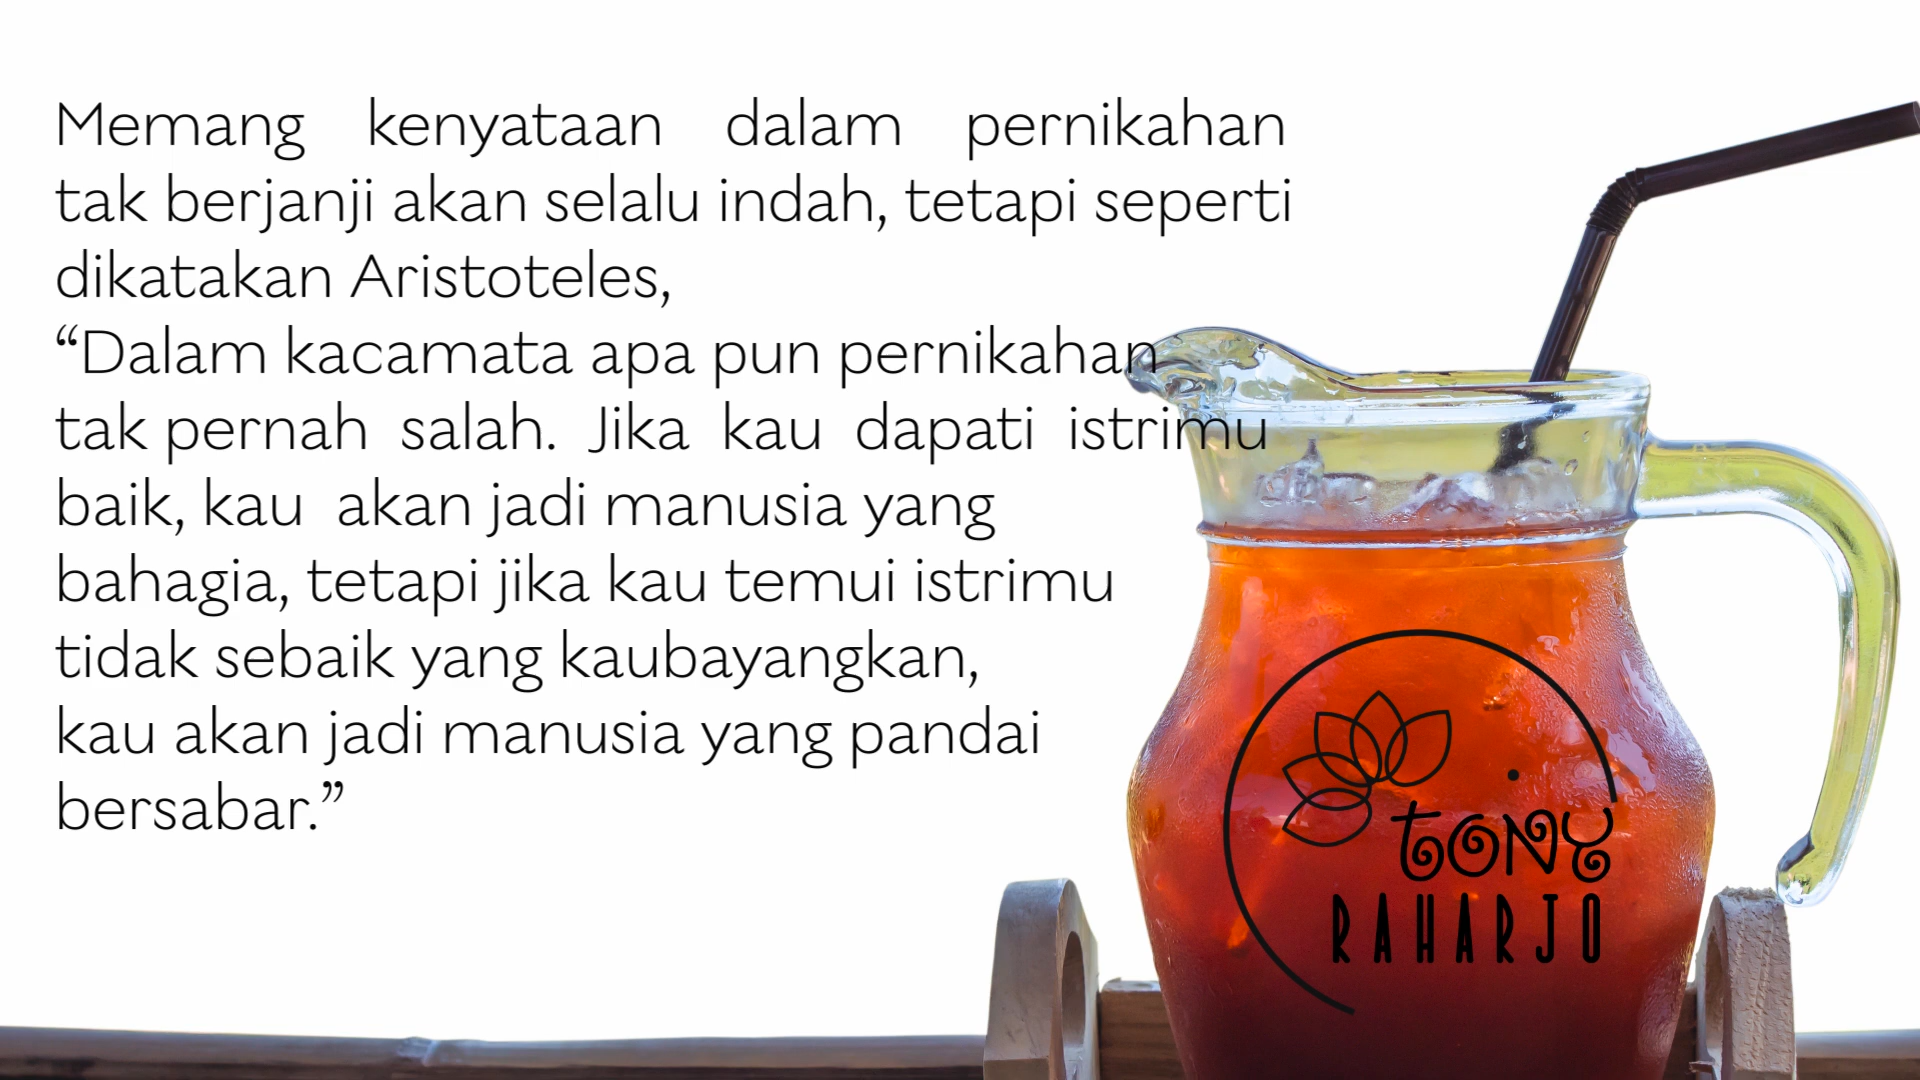 Memang kenyataan dalam pernikahan
tak berjanji akan selalu indah, tetapi seperti
dikatakan Aristoteles,
“Dalam kacamata apa pun pernikahan
tak pernah salah. Jika kau dapati istrimu
baik, kau akan jadi manusia yang
bahagia, tetapi jika kau temui istrimu
tidak sebaik yang kaubayangkan,
kau akan jadi manusia yang pandai
bersabar.”
tony
RAHARJO